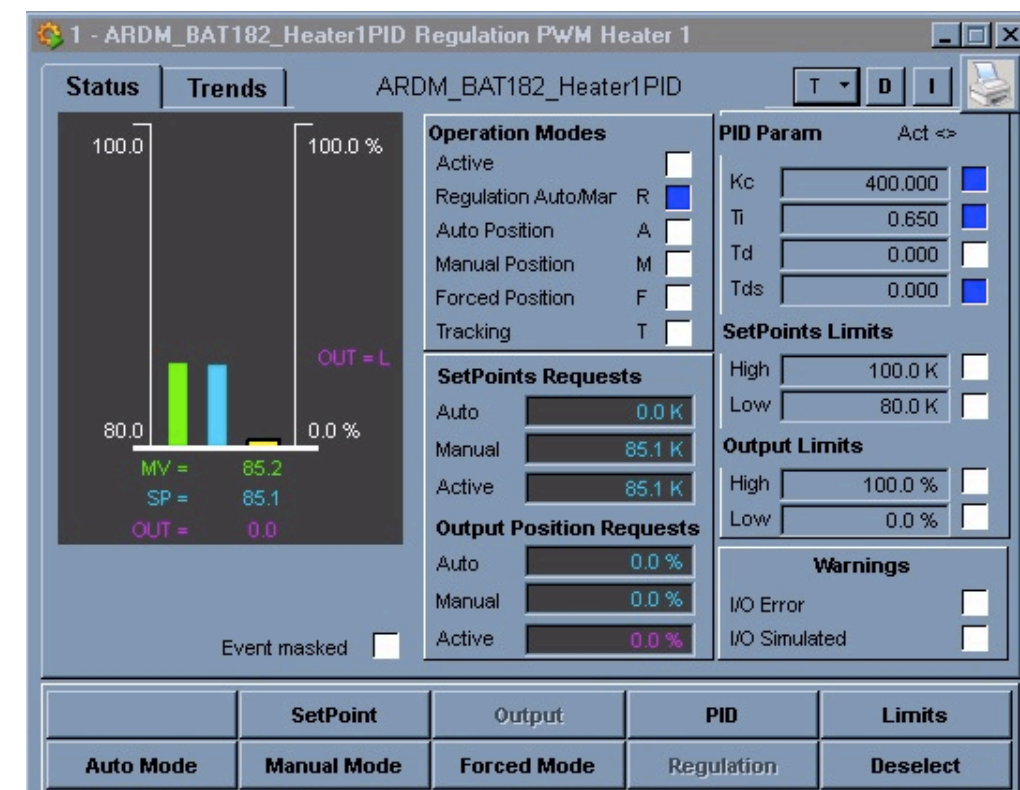 1 - ARDM_BAT182_Heater1PID Regulation PWM Heater 1
Status Trends ARDM_BAT182_Heater1PID T D I
100.0 100.0 %
OUT = L
80.0 0.0 %
MV = 85.2
SP = 85.1
OUT = 0.0
Event masked
Operation Modes
Active
Regulation Auto/Mar R
Auto Position A
Manual Position M
Forced Position F
Tracking T
SetPoints Requests
Auto 0.0 K
Manual 85.1 K
Active 85.1 K
Output Position Requests
Auto 0.0 %
Manual 0.0 %
Active 0.0 %
PID Param Act <>
Kc 400.000
Ti 0.650
Td 0.000
Tds 0.000
SetPoints Limits
High 100.0 K
Low 80.0 K
Output Limits
High 100.0 %
Low 0.0 %
Warnings
I/O Error
I/O Simulated
SetPoint Output PID Limits
Auto Mode Manual Mode Forced Mode Regulation Deselect